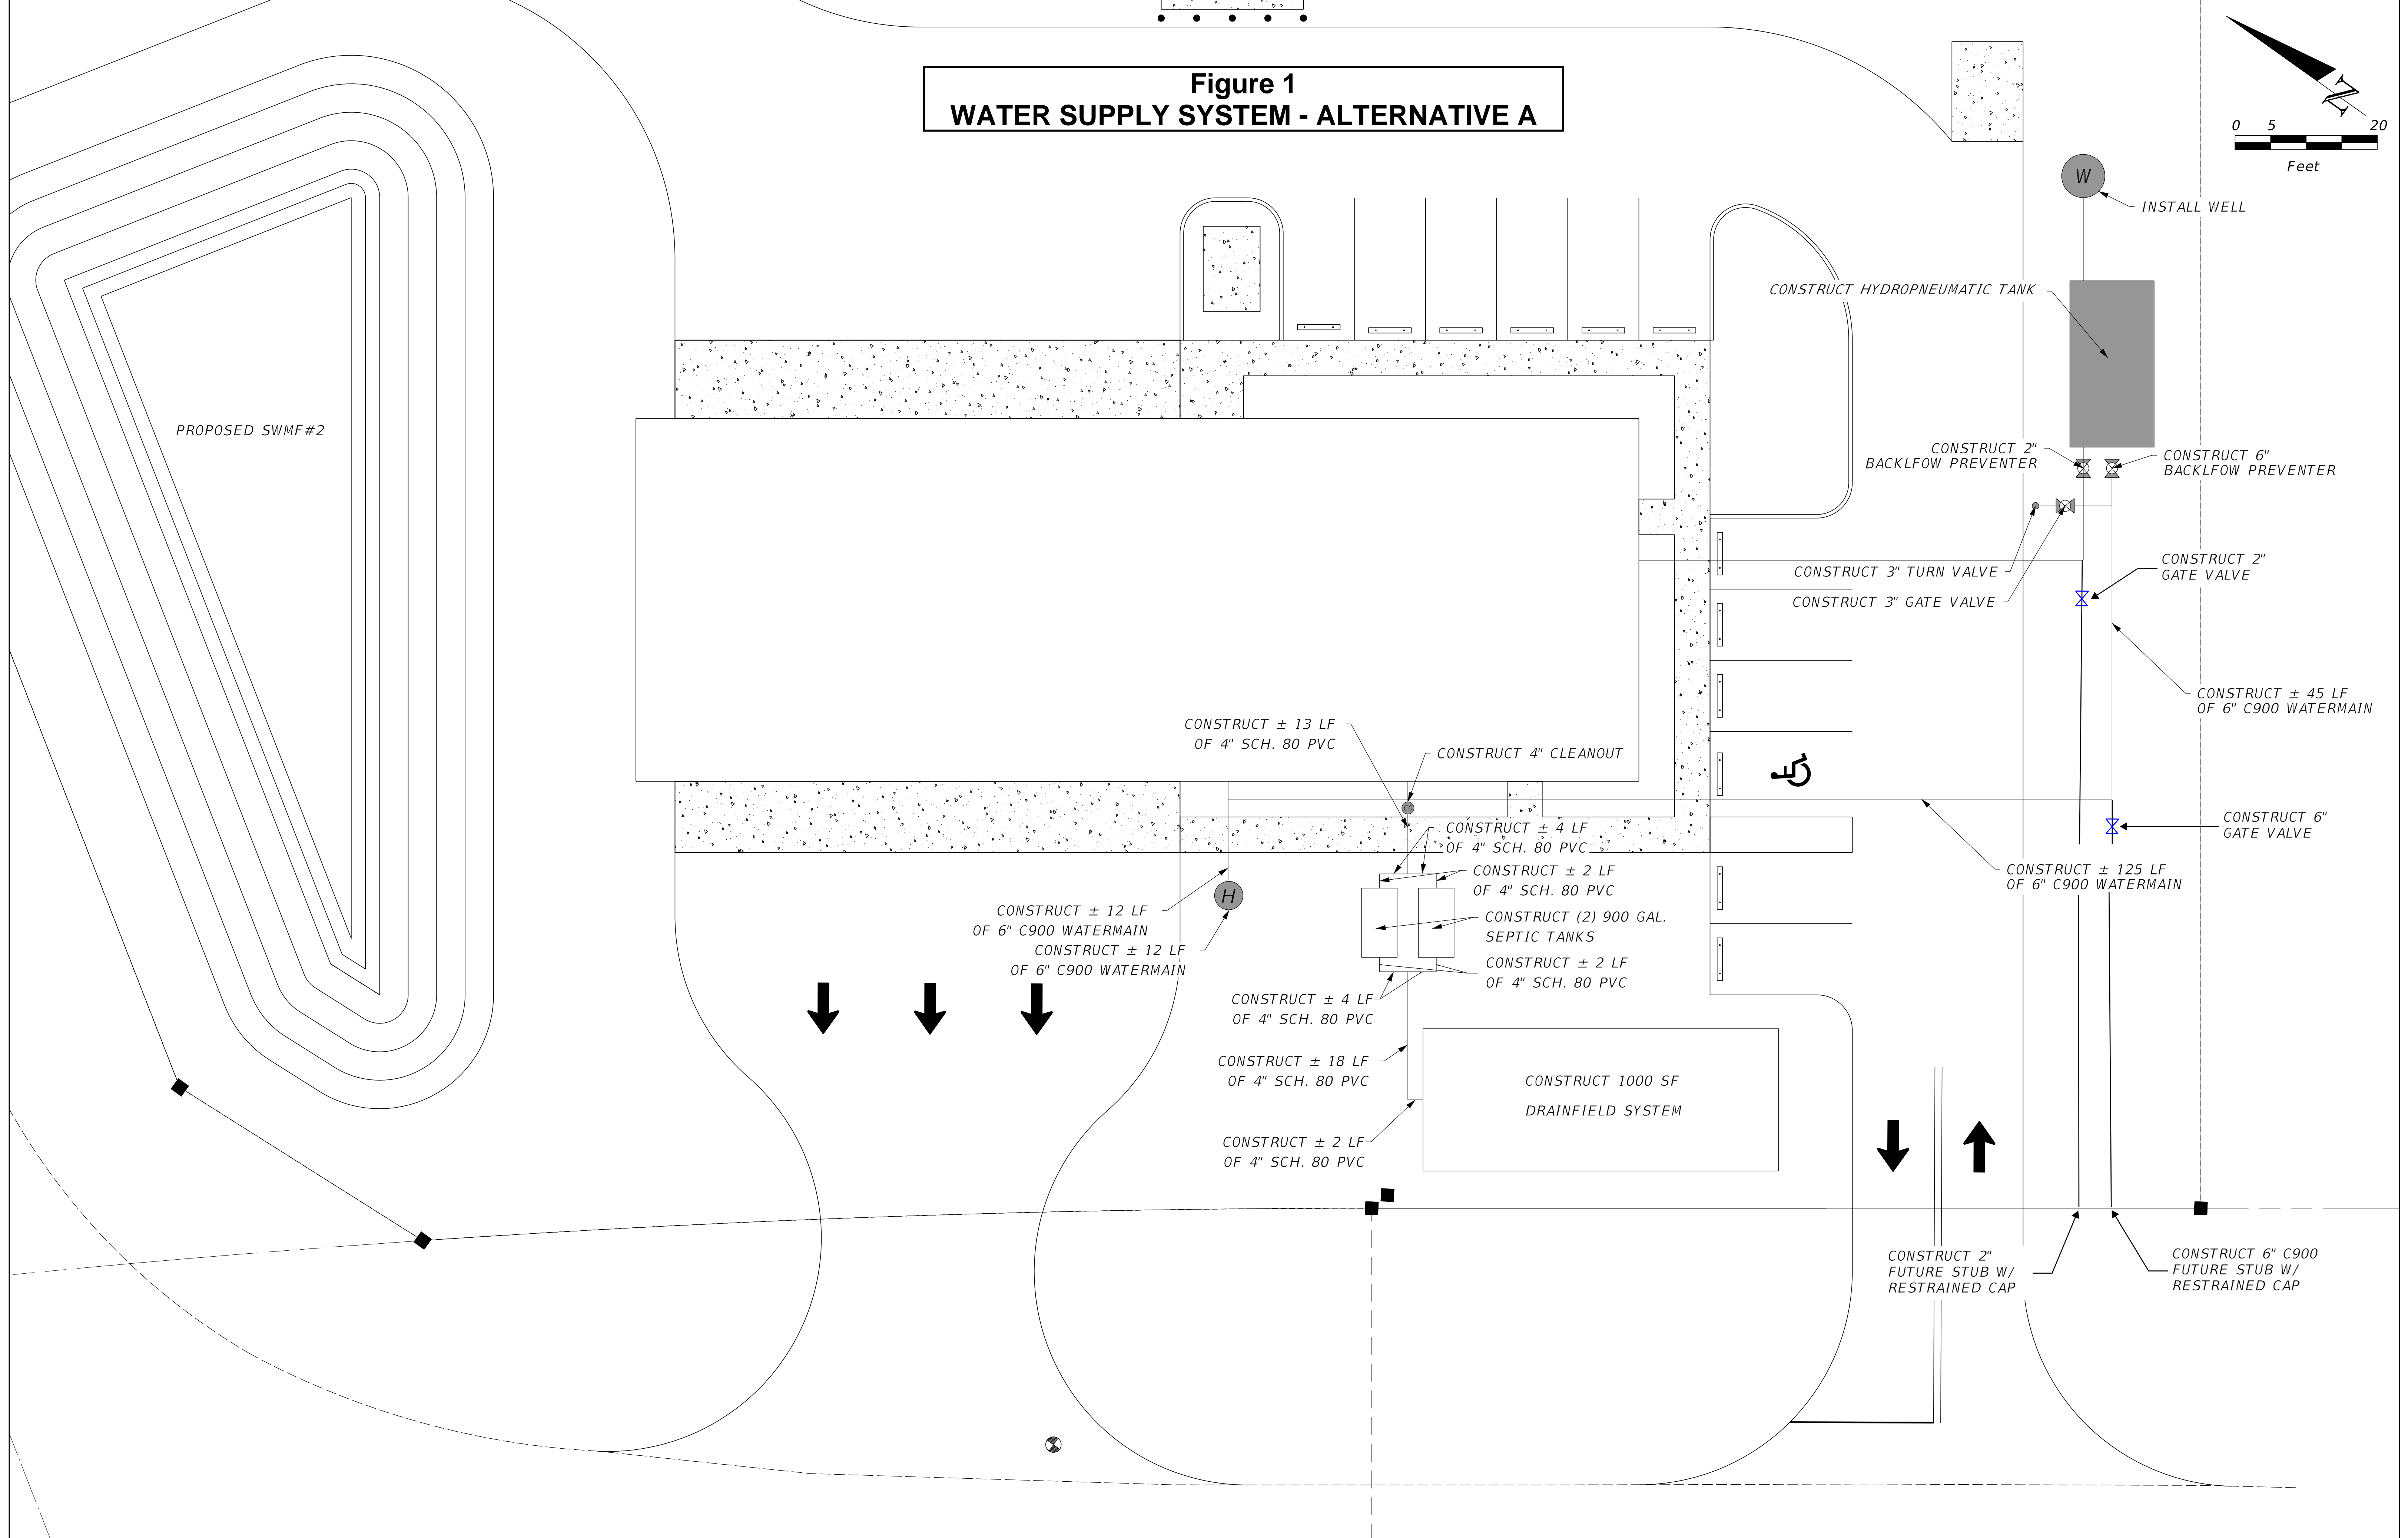 Figure 1
WATER SUPPLY SYSTEM - ALTERNATIVE A
N
0 5 20
Feet
W
INSTALL WELL
CONSTRUCT HYDROPNEUMATIC TANK
PROPOSED SWMF#2
CONSTRUCT 2"
BACKLFOW PREVENTER
CONSTRUCT 6"
BACKLFOW PREVENTER
CONSTRUCT 3" TURN VALVE
CONSTRUCT 3" GATE VALVE
CONSTRUCT 2"
GATE VALVE
CONSTRUCT ± 45 LF
OF 6" C900 WATERMAIN
CONSTRUCT ± 13 LF
OF 4" SCH. 80 PVC
CONSTRUCT 4" CLEANOUT
CO
CONSTRUCT ± 4 LF
OF 4" SCH. 80 PVC
CONSTRUCT 6"
GATE VALVE
CONSTRUCT ± 2 LF
OF 4" SCH. 80 PVC
CONSTRUCT ± 125 LF
OF 6" C900 WATERMAIN
H
CONSTRUCT ± 12 LF
OF 6" C900 WATERMAIN
CONSTRUCT ± 12 LF
OF 6" C900 WATERMAIN
CONSTRUCT (2) 900 GAL.
SEPTIC TANKS
CONSTRUCT ± 2 LF
OF 4" SCH. 80 PVC
CONSTRUCT ± 4 LF
OF 4" SCH. 80 PVC
CONSTRUCT ± 18 LF
OF 4" SCH. 80 PVC
CONSTRUCT 1000 SF
DRAINFIELD SYSTEM
CONSTRUCT ± 2 LF
OF 4" SCH. 80 PVC
CONSTRUCT 2"
FUTURE STUB W/
RESTRAINED CAP
CONSTRUCT 6" C900
FUTURE STUB W/
RESTRAINED CAP